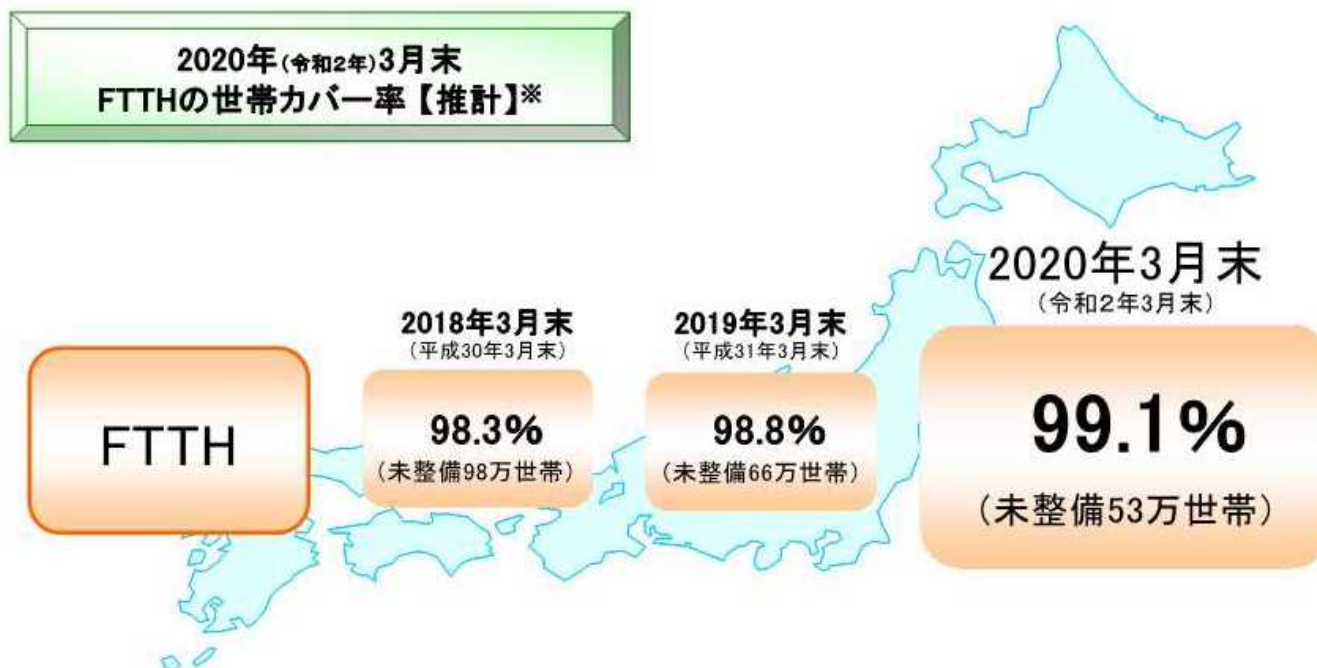 2020年(令和2年)3月末
FTTHの世帯カバー率【推計】※
2020年3月末
(令和2年3月末)
2018年3月末
(平成30年3月末)
2019年3月末
(平成31年3月末)
FTTH
98.3%
(未整備98万世帯)
98.8%
(未整備66万世帯)
99.1%
(未整備53万世帯)